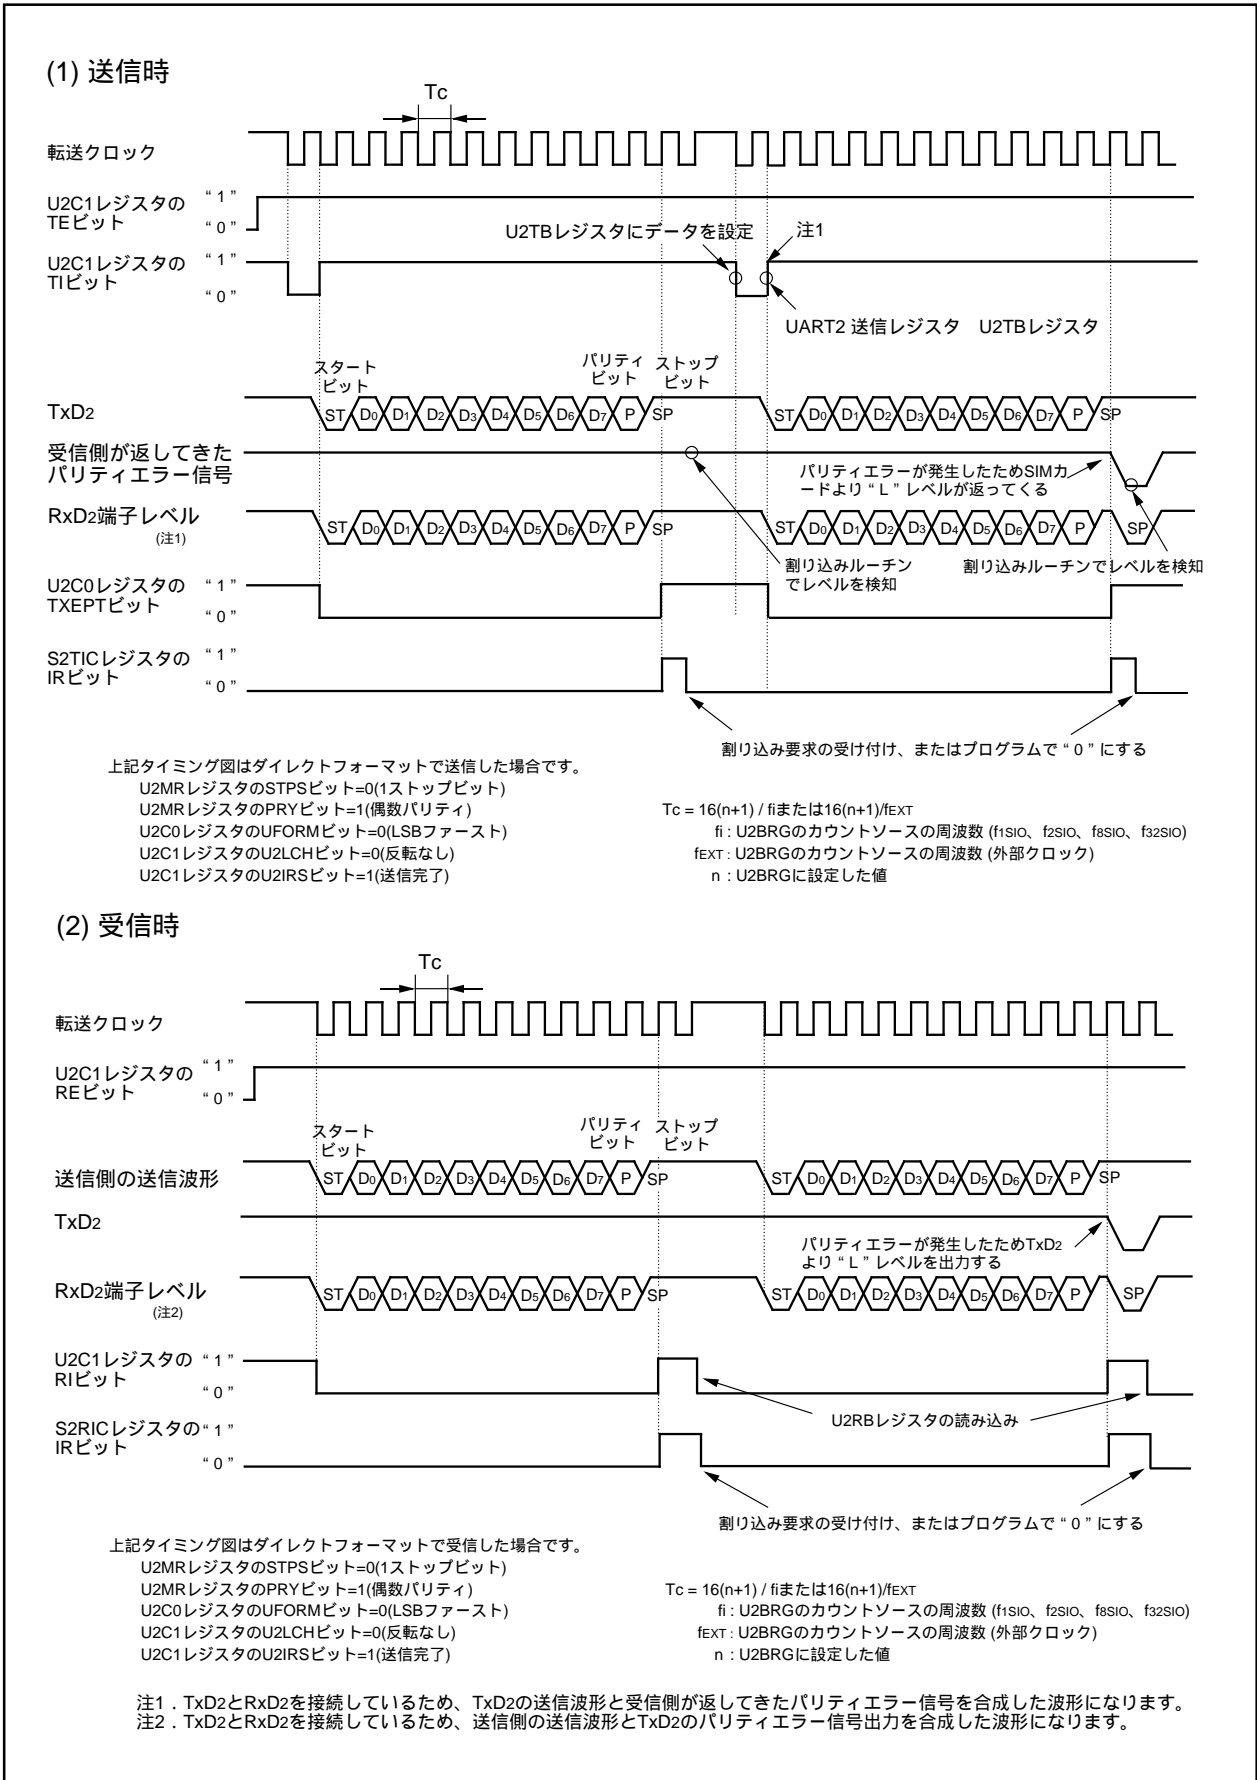 (1) 送信時
Tc
転送クロック
U2C1レジスタの “ 1 ”
TEビット “ 0 ”
U2TBレジスタにデータを設定 注1
U2C1レジスタの “ 1 ”
TIビット “ 0 ”
UART2 送信レジスタ U2TBレジスタ
スタート
ビット
パリティ
ビット
ストップ
ビット
TxD2 ST D0 D1 D2 D3 D4 D5 D6 D7 P SP ST D0 D1 D2 D3 D4 D5 D6 D7 P SP
受信側が返してきた
パリティエラー信号
パリティエラーが発生したためSIMカ
ードより “ L ” レベルが返ってくる
RxD2端子レベル ST D0 D1 D2 D3 D4 D5 D6 D7 P SP ST D0 D1 D2 D3 D4 D5 D6 D7 P SP
(注1)
割り込みルーチン
でレベルを検知
割り込みルーチンでレベルを検知
U2C0レジスタの “ 1 ”
TXEPTビット “ 0 ”
S2TICレジスタの “ 1 ”
IRビット “ 0 ”
割り込み要求の受け付け、またはプログラムで “ 0 ” にする
上記タイミング図はダイレクトフォーマットで送信した場合です。
U2MRレジスタのSTPSビット=0(1ストップビット)
U2MRレジスタのPRYビット=1(偶数パリティ)
U2C0レジスタのUFORMビット=0(LSBファースト)
U2C1レジスタのU2LCHビット=0(反転なし)
U2C1レジスタのU2IRSビット=1(送信完了)
Tc = 16(n+1) / fiまたは16(n+1)/fEXT
fi : U2BRGのカウントソースの周波数 (f1SIO、f2SIO、f8SIO、f32SIO)
fEXT : U2BRGのカウントソースの周波数 (外部クロック)
n : U2BRGに設定した値
(2) 受信時
Tc
転送クロック
U2C1レジスタの “ 1 ”
REビット “ 0 ”
スタート
ビット
パリティ
ビット
ストップ
ビット
送信側の送信波形 ST D0 D1 D2 D3 D4 D5 D6 D7 P SP ST D0 D1 D2 D3 D4 D5 D6 D7 P SP
TxD2
パリティエラーが発生したためTxD2
より “ L ” レベルを出力する
RxD2端子レベル ST D0 D1 D2 D3 D4 D5 D6 D7 P SP ST D0 D1 D2 D3 D4 D5 D6 D7 P SP
(注2)
U2C1レジスタの “ 1 ”
RIビット “ 0 ”
U2RBレジスタの読み込み
S2RICレジスタの “ 1 ”
IRビット “ 0 ”
割り込み要求の受け付け、またはプログラムで “ 0 ” にする
上記タイミング図はダイレクトフォーマットで受信した場合です。
U2MRレジスタのSTPSビット=0(1ストップビット)
U2MRレジスタのPRYビット=1(偶数パリティ)
U2C0レジスタのUFORMビット=0(LSBファースト)
U2C1レジスタのU2LCHビット=0(反転なし)
U2C1レジスタのU2IRSビット=1(送信完了)
Tc = 16(n+1) / fiまたは16(n+1)/fEXT
fi : U2BRGのカウントソースの周波数 (f1SIO、f2SIO、f8SIO、f32SIO)
fEXT : U2BRGのカウントソースの周波数 (外部クロック)
n : U2BRGに設定した値
注1．TxD2とRxD2を接続しているため、TxD2の送信波形と受信側が返してきたパリティエラー信号を合成した波形になります。
注2．TxD2とRxD2を接続しているため、送信側の送信波形とTxD2のパリティエラー信号出力を合成した波形になります。